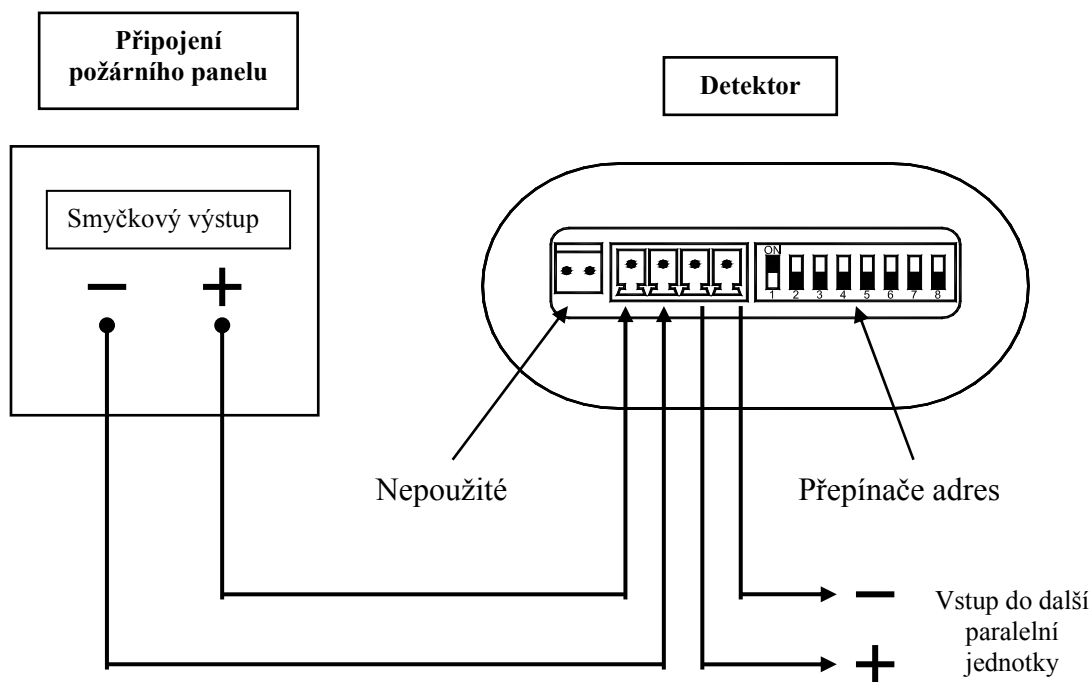 Připojení
požárního panelu
Detektor
Smyčkový výstup
− +
ON
1 2 3 4 5 6 7 8
Nepoužité
Přepínače adres
−
+
Vstup do další
paralelní
jednotky